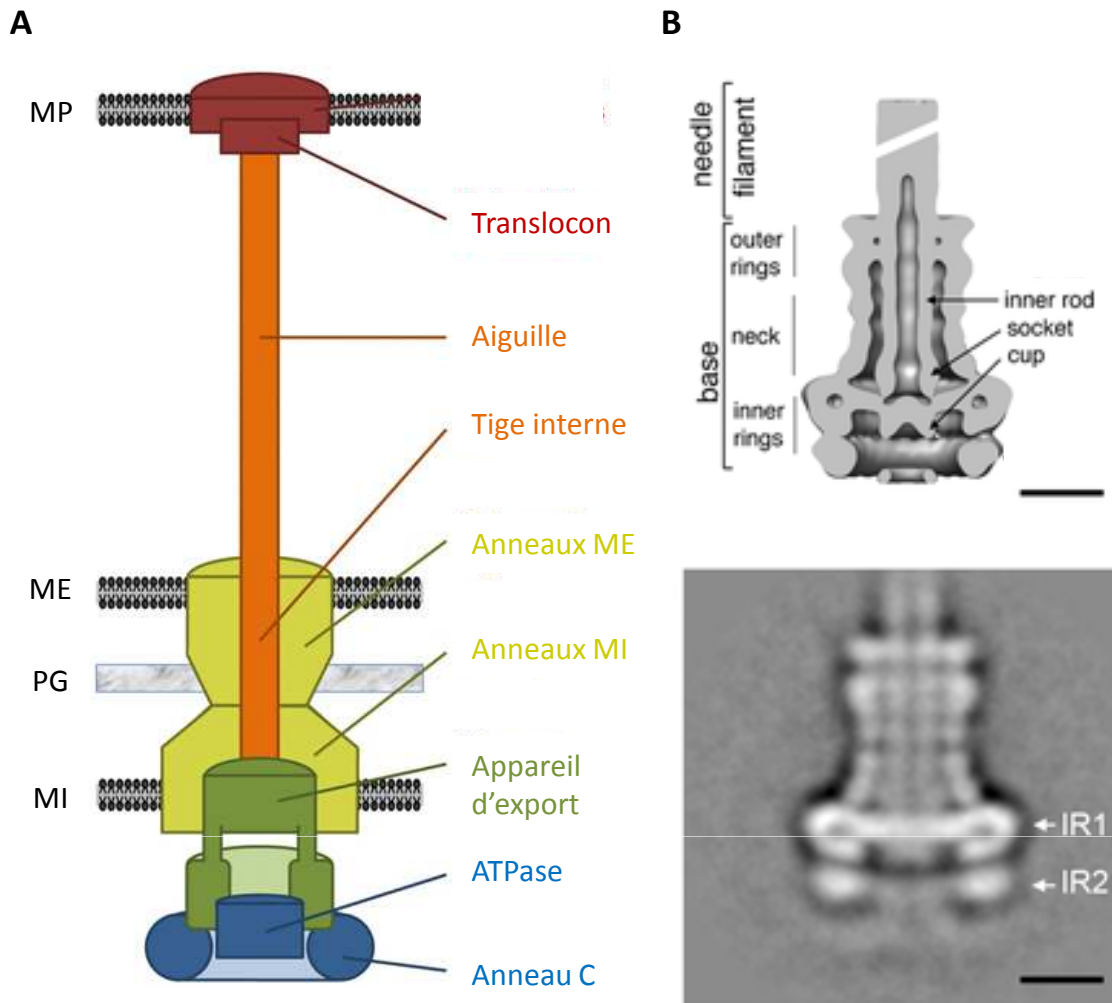 A
MP
Translocon
Aiguille
Tige interne
Anneaux ME
ME
Anneaux MI
PG
Appareil
d'export
MI
ATPase
Anneau C
B
needle
filament
base
outer
rings
neck
inner
rings
inner rod
socket
cup
IR1
IR2